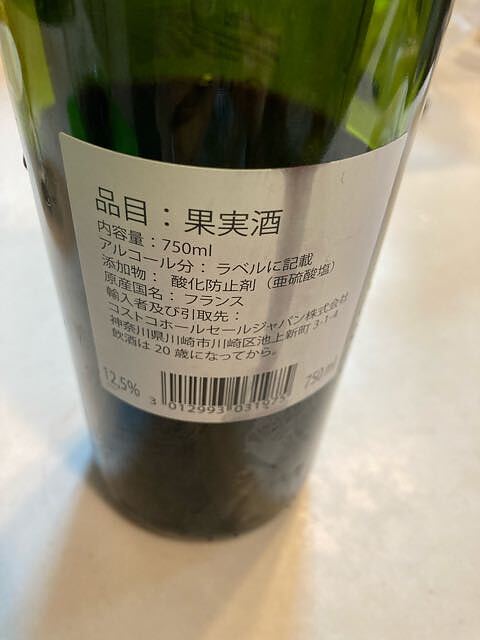 品目：果実酒
内容量：750ml
アルコール分：ラベルに記載
添加物： 酸化防止剤（亜硫酸塩）
原産国名：フランス
輸入者及び引取先：
コストコホールセールジャパン株式会社
神奈川県川崎市川崎区池上新町 3-1-4
飲酒は 20 歳になってから。
12,5% 750 ml
3 012993